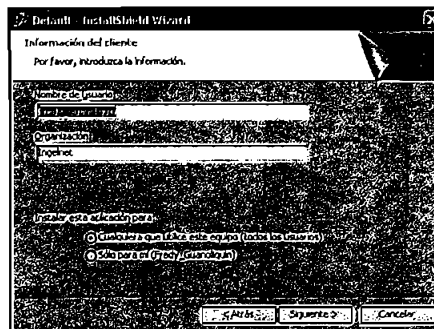 Default - InstallShield Wizard
Información del cliente
Por favor, introduzca la información.
Nombre de usuario:
Organización:
Ingelnet
Instalar esta aplicación para:
Cualquiera que utilice este equipo (todos los usuarios)
Sólo para mí (Fredy_Guanoliquin)
< Atrás
Siguiente >
Cancelar